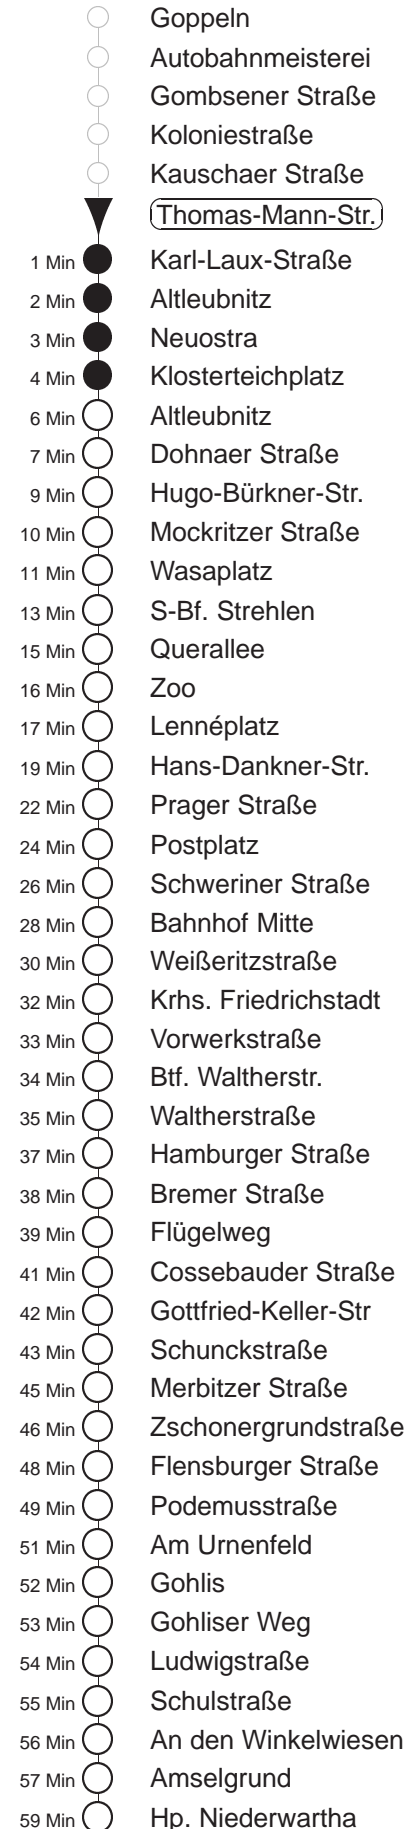 Goppeln
Autobahnmeisterei
Gombsener Straße
Koloniestraße
Kauschaer Straße
Thomas-Mann-Str.
1 Min Karl-Laux-Straße
2 Min Altleubnitz
3 Min Neuostra
4 Min Klosterteichplatz
6 Min Altleubnitz
7 Min Dohnaer Straße
9 Min Hugo-Bürkner-Str.
10 Min Mockritzer Straße
11 Min Wasaplatz
13 Min S-Bf. Strehlen
15 Min Querallee
16 Min Zoo
17 Min Lennéplatz
19 Min Hans-Dankner-Str.
22 Min Prager Straße
24 Min Postplatz
26 Min Schweriner Straße
28 Min Bahnhof Mitte
30 Min Weißeritzstraße
32 Min Krhs. Friedrichstadt
33 Min Vorwerkstraße
34 Min Btf. Waltherstr.
35 Min Waltherstraße
37 Min Hamburger Straße
38 Min Bremer Straße
39 Min Flügelweg
41 Min Cossebauder Straße
42 Min Gottfried-Keller-Str
43 Min Schunckstraße
45 Min Merbitzer Straße
46 Min Zschonergrundstraße
48 Min Flensburger Straße
49 Min Podemusstraße
51 Min Am Urnenfeld
52 Min Gohlis
53 Min Gohliser Weg
54 Min Ludwigstraße
55 Min Schulstraße
56 Min An den Winkelwiesen
57 Min Amselgrund
59 Min Hp. Niederwartha